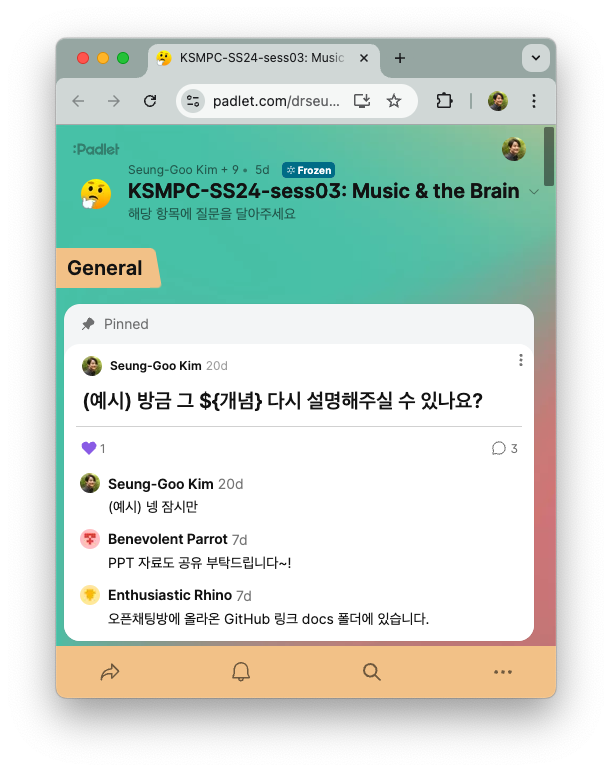 KSMPC-SS24-sess03: Music
padlet.com/drseu...
:Padlet
Seung-Goo Kim + 9 • 5d Frozen
KSMPC-SS24-sess03: Music & the Brain
해당 항목에 질문을 달아주세요
General
Pinned
Seung-Goo Kim 20d
(예시) 방금 그 ${개념} 다시 설명해주실 수 있나요?
1 3
Seung-Goo Kim 20d
(예시) 넹 잠시만
Benevolent Parrot 7d
PPT 자료도 공유 부탁드립니다~!
Enthusiastic Rhino 7d
오픈채팅방에 올라온 GitHub 링크 docs 폴더에 있습니다.